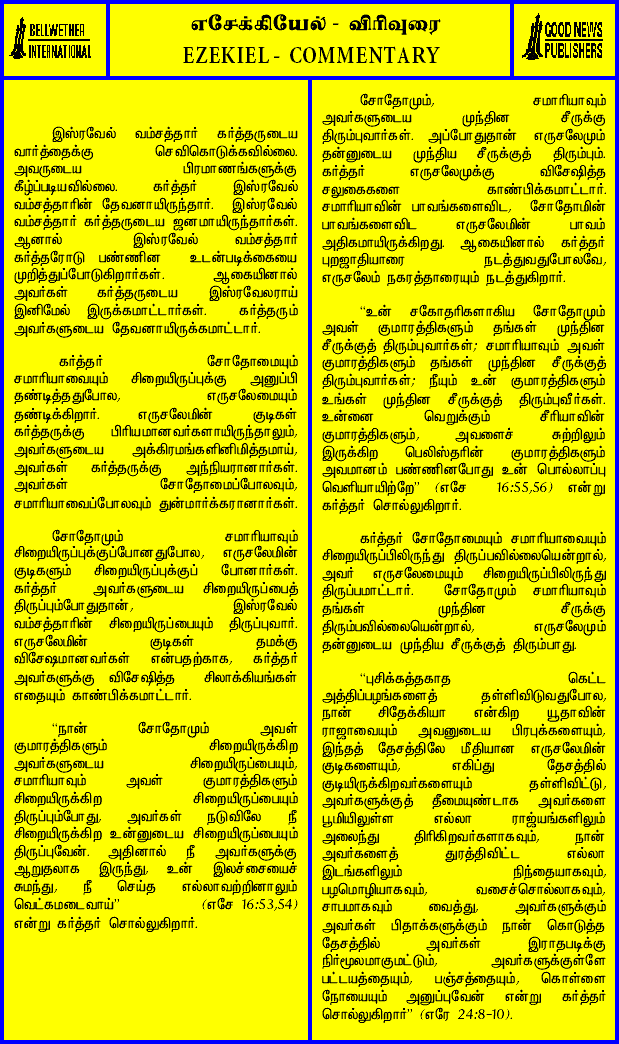 BELLWETHER
INTERNATIONAL
எசேக்கியேல் - விரிவுரை
EZEKIEL - COMMENTARY
GOOD NEWS
PUBLISHERS
இஸ்ரவேல் வம்சத்தார் கர்த்தருடைய
வார்த்தைக்கு செவிகொடுக்கவில்லை.
அவருடைய பிரமாணங்களுக்கு
கீழ்ப்படியவில்லை. கர்த்தர் இஸ்ரவேல்
வம்சத்தாரின் தேவனாயிருந்தார். இஸ்ரவேல்
வம்சத்தார் கர்த்தருடைய ஜனமாயிருந்தார்கள்.
ஆனால் இஸ்ரவேல் வம்சத்தார்
கர்த்தரோடு பண்ணின உடன்படிக்கையை
முறித்துப்போடுகிறார்கள். ஆகையினால்
அவர்கள் கர்த்தருடைய இஸ்ரவேலராய்
இனிமேல் இருக்கமாட்டார்கள். கர்த்தரும்
அவர்களுடைய தேவனாயிருக்கமாட்டார்.
கர்த்தர் சோதோமையும்
சமாரியாவையும் சிறையிருப்புக்கு அனுப்பி
தண்டித்ததுபோல, எருசலேமையும்
தண்டிக்கிறார். எருசலேமின் குடிகள்
கர்த்தருக்கு பிரியமானவர்களாயிருந்தாலும்,
அவர்களுடைய அக்கிரமங்களினிமித்தமாய்,
அவர்கள் கர்த்தருக்கு அந்நியரானார்கள்.
அவர்கள் சோதோமைப்போலவும்,
சமாரியாவைப்போலவும் துன்மார்க்கரானார்கள்.
சோதோமும் சமாரியாவும்
சிறையிருப்புக்குப்போனதுபோல, எருசலேமின்
குடிகளும் சிறையிருப்புக்குப் போனார்கள்.
கர்த்தர் அவர்களுடைய சிறையிருப்பைத்
திருப்பும்போதுதான், இஸ்ரவேல்
வம்சத்தாரின் சிறையிருப்பையும் திருப்புவார்.
எருசலேமின் குடிகள் தமக்கு
விசேஷமானவர்கள் என்பதற்காக, கர்த்தர்
அவர்களுக்கு விசேஷித்த சிலாக்கியங்கள்
எதையும் காண்பிக்கமாட்டார்.
“நான் சோதோமும் அவள்
குமாரத்திகளும் சிறையிருக்கிற
அவர்களுடைய சிறையிருப்பையும்,
சமாரியாவும் அவள் குமாரத்திகளும்
சிறையிருக்கிற சிறையிருப்பையும்
திருப்பும்போது, அவர்கள் நடுவிலே நீ
சிறையிருக்கிற உன்னுடைய சிறையிருப்பையும்
திருப்புவேன். அதினால் நீ அவர்களுக்கு
ஆறுதலாக இருந்து, உன் இலச்சையைச்
சுமந்து, நீ செய்த எல்லாவற்றினாலும்
வெட்கமடைவாய்” (எசே 16:53,54)
என்று கர்த்தர் சொல்லுகிறார்.
சோதோமும், சமாரியாவும்
அவர்களுடைய முந்தின சீருக்கு
திரும்புவார்கள். அப்போதுதான் எருசலேமும்
தன்னுடைய முந்திய சீருக்குத் திரும்பும்.
கர்த்தர் எருசலேமுக்கு விசேஷித்த
சலுகைகளை காண்பிக்கமாட்டார்.
சமாரியாவின் பாவங்களைவிட, சோதோமின்
பாவங்களைவிட எருசலேமின் பாவம்
அதிகமாயிருக்கிறது. ஆகையினால் கர்த்தர்
புறஜாதியாரை நடத்துவதுபோலவே,
எருசலேம் நகரத்தாரையும் நடத்துகிறார்.
“உன் சகோதரிகளாகிய சோதோமும்
அவள் குமாரத்திகளும் தங்கள் முந்தின
சீருக்குத் திரும்புவார்கள்; சமாரியாவும் அவள்
குமாரத்திகளும் தங்கள் முந்தின சீருக்குத்
திரும்புவார்கள்; நீயும் உன் குமாரத்திகளும்
உங்கள் முந்தின சீருக்குத் திரும்புவீர்கள்.
உன்னை வெறுக்கும் சீரியாவின்
குமாரத்திகளும், அவளைச் சுற்றிலும்
இருக்கிற பெலிஸ்தரின் குமாரத்திகளும்
அவமானம் பண்ணினபோது உன் பொல்லாப்பு
வெளியாயிற்றே” (எசே 16:55,56) என்று
கர்த்தர் சொல்லுகிறார்.
கர்த்தர் சோதோமையும் சமாரியாவையும்
சிறையிருப்பிலிருந்து திருப்பவில்லையென்றால்,
அவர் எருசலேமையும் சிறையிருப்பிலிருந்து
திருப்பமாட்டார். சோதோமும் சமாரியாவும்
தங்கள் முந்தின சீருக்கு
திரும்பவில்லையென்றால், எருசலேமும்
தன்னுடைய முந்திய சீருக்குத் திரும்பாது.
“புசிக்கத்தகாத கெட்ட
அத்திப்பழங்களைத் தள்ளிவிடுவதுபோல,
நான் சிதேக்கியா என்கிற யூதாவின்
ராஜாவையும் அவனுடைய பிரபுக்களையும்,
இந்தத் தேசத்திலே மீதியான எருசலேமின்
குடிகளையும், எகிப்து தேசத்தில்
குடியிருக்கிறவர்களையும் தள்ளிவிட்டு,
அவர்களுக்குத் தீமையுண்டாக அவர்களை
பூமியிலுள்ள எல்லா ராஜ்யங்களிலும்
அலைந்து திரிகிறவர்களாகவும், நான்
அவர்களைத் துரத்திவிட்ட எல்லா
இடங்களிலும் நிந்தையாகவும்,
பழமொழியாகவும், வசைச்சொல்லாகவும்,
சாபமாகவும் வைத்து, அவர்களுக்கும்
அவர்கள் பிதாக்களுக்கும் நான் கொடுத்த
தேசத்தில் அவர்கள் இராதபடிக்கு
நிர்மூலமாகுமட்டும், அவர்களுக்குள்ளே
பட்டயத்தையும், பஞ்சத்தையும், கொள்ளை
நோயையும் அனுப்புவேன் என்று கர்த்தர்
சொல்லுகிறார்” (எரே 24:8-10).